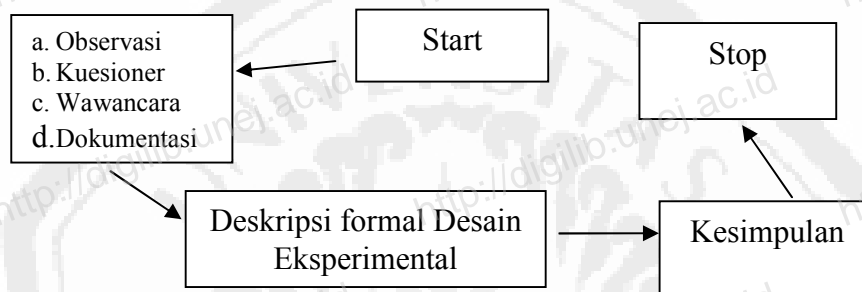 Start
a. Observasi
b. Kuesioner
c. Wawancara
d.Dokumentasi
Deskripsi formal Desain
Eksperimental
Kesimpulan
Stop
http://digilib.unej.ac.id
http://digilib.unej.ac.id